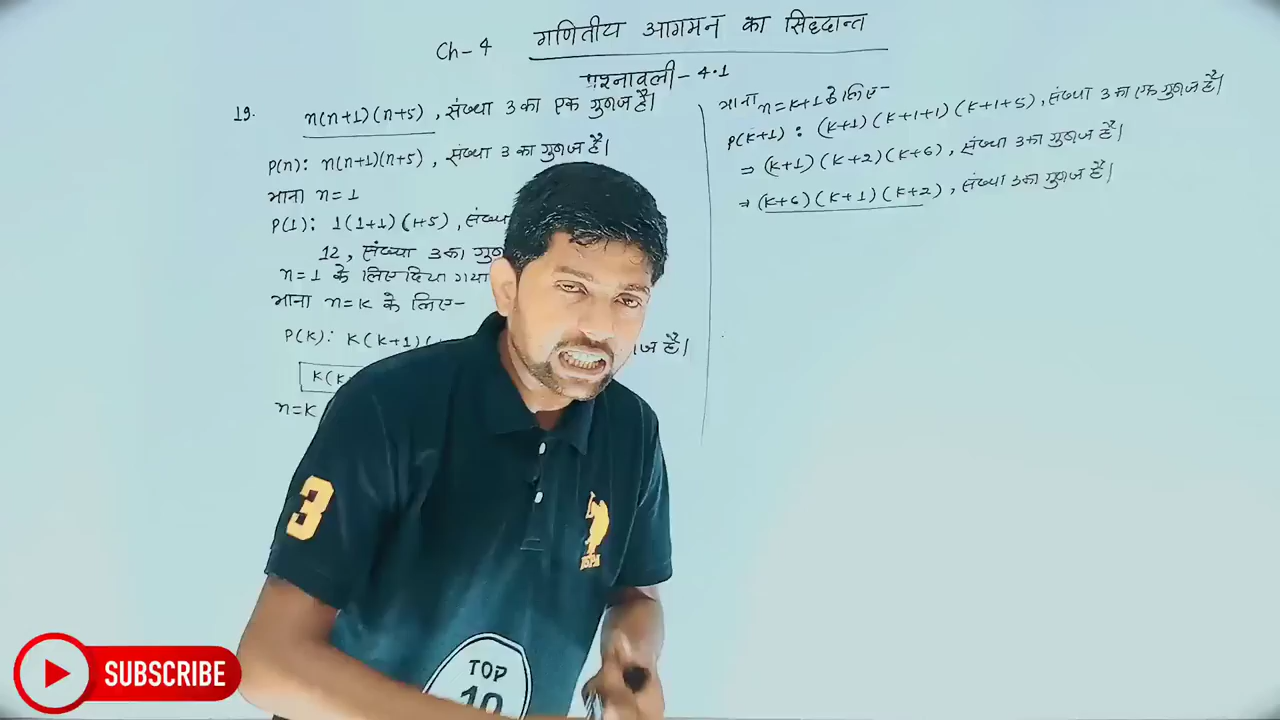 Ch-4 गणितीय आगमन का सिद्धान्त
प्रश्नावली-4.1
19. n(n+1)(n+5), संख्या 3 का एक गुणज है।
P(n): n(n+1)(n+5), संख्या 3 का गुणज है।
माना n=1
P(1): 1(1+1)(1+5), संख्या
12, संख्या 3 का
n=1 के लिए दिया गया
माना n=K के लिए-
P(K): K(K+1)(
है।
n=K
माना n=K+1 के लिए-
P(K+1): (K+1)(K+1+1)(K+1+5), संख्या 3 का एक गुणज है।
⇒ (K+1)(K+2)(K+6), संख्या 3 का गुणज है।
⇒ (K+6)(K+1)(K+2), संख्या 3 का गुणज है।
3
USPA
TOP
10
SUBSCRIBE